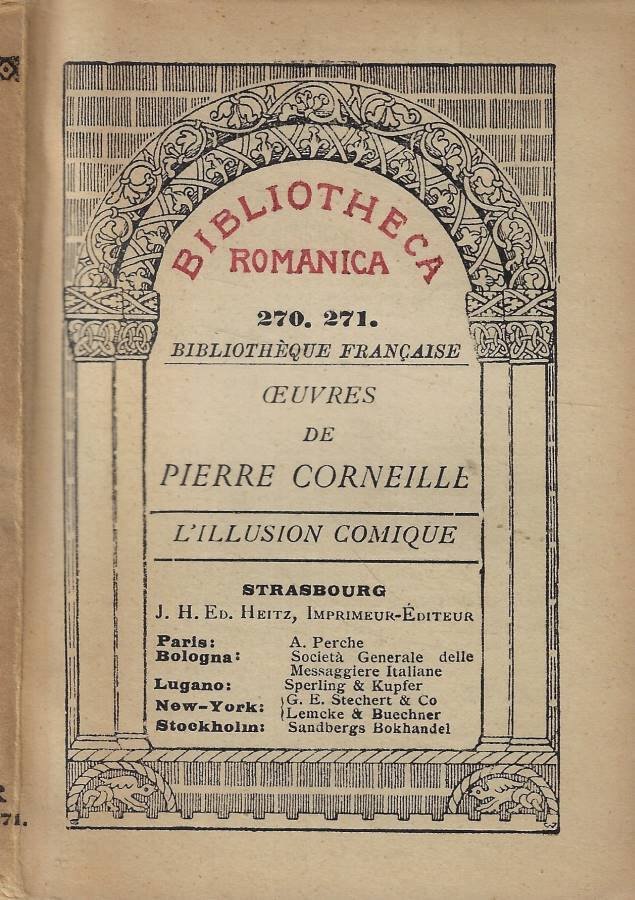 BIBLIOTHECA
ROMANICA
270. 271.
BIBLIOTHÈQUE FRANÇAISE
ŒUVRES
DE
PIERRE CORNEILLE
L'ILLUSION COMIQUE
STRASBOURG
J. H. ED. HEITZ, IMPRIMEUR-ÉDITEUR
Paris: A. Perche
Bologna: Società Generale delle
Messaggiere Italiane
Lugano: Sperling & Kupfer
New-York: G. E. Stechert & Co
Lemcke & Buechner
Stockholm: Sandbergs Bokhandel
71.